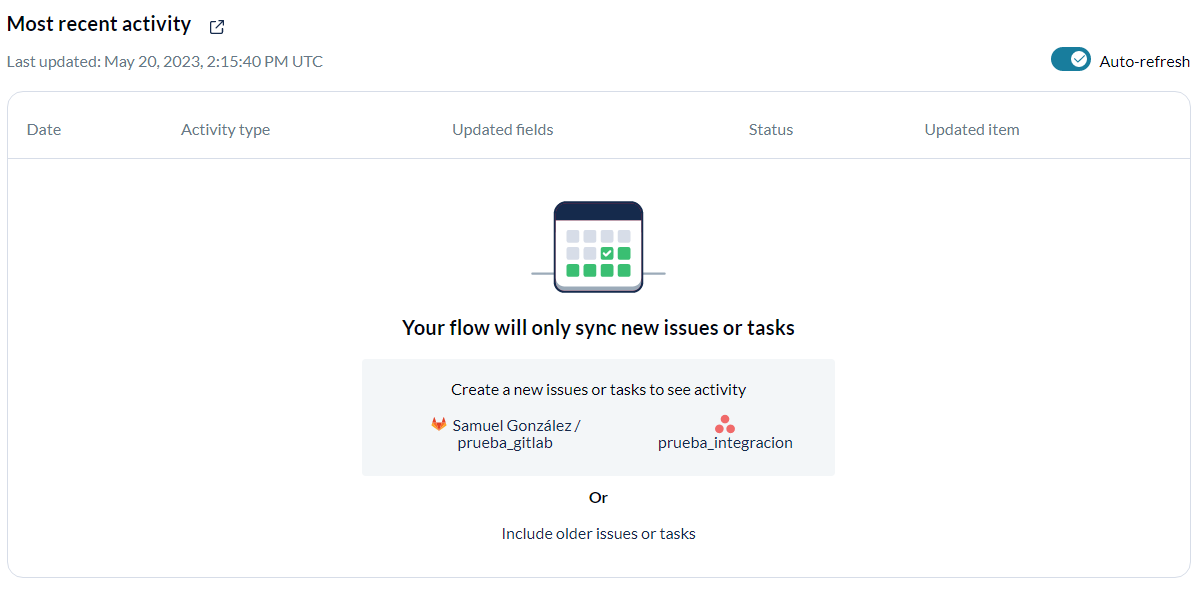 Most recent activity
Last updated: May 20, 2023, 2:15:40 PM UTC
Auto-refresh
Date Activity type Updated fields Status Updated item
Your flow will only sync new issues or tasks
Create a new issues or tasks to see activity
Samuel González /
prueba_gitlab
prueba_integracion
Or
Include older issues or tasks